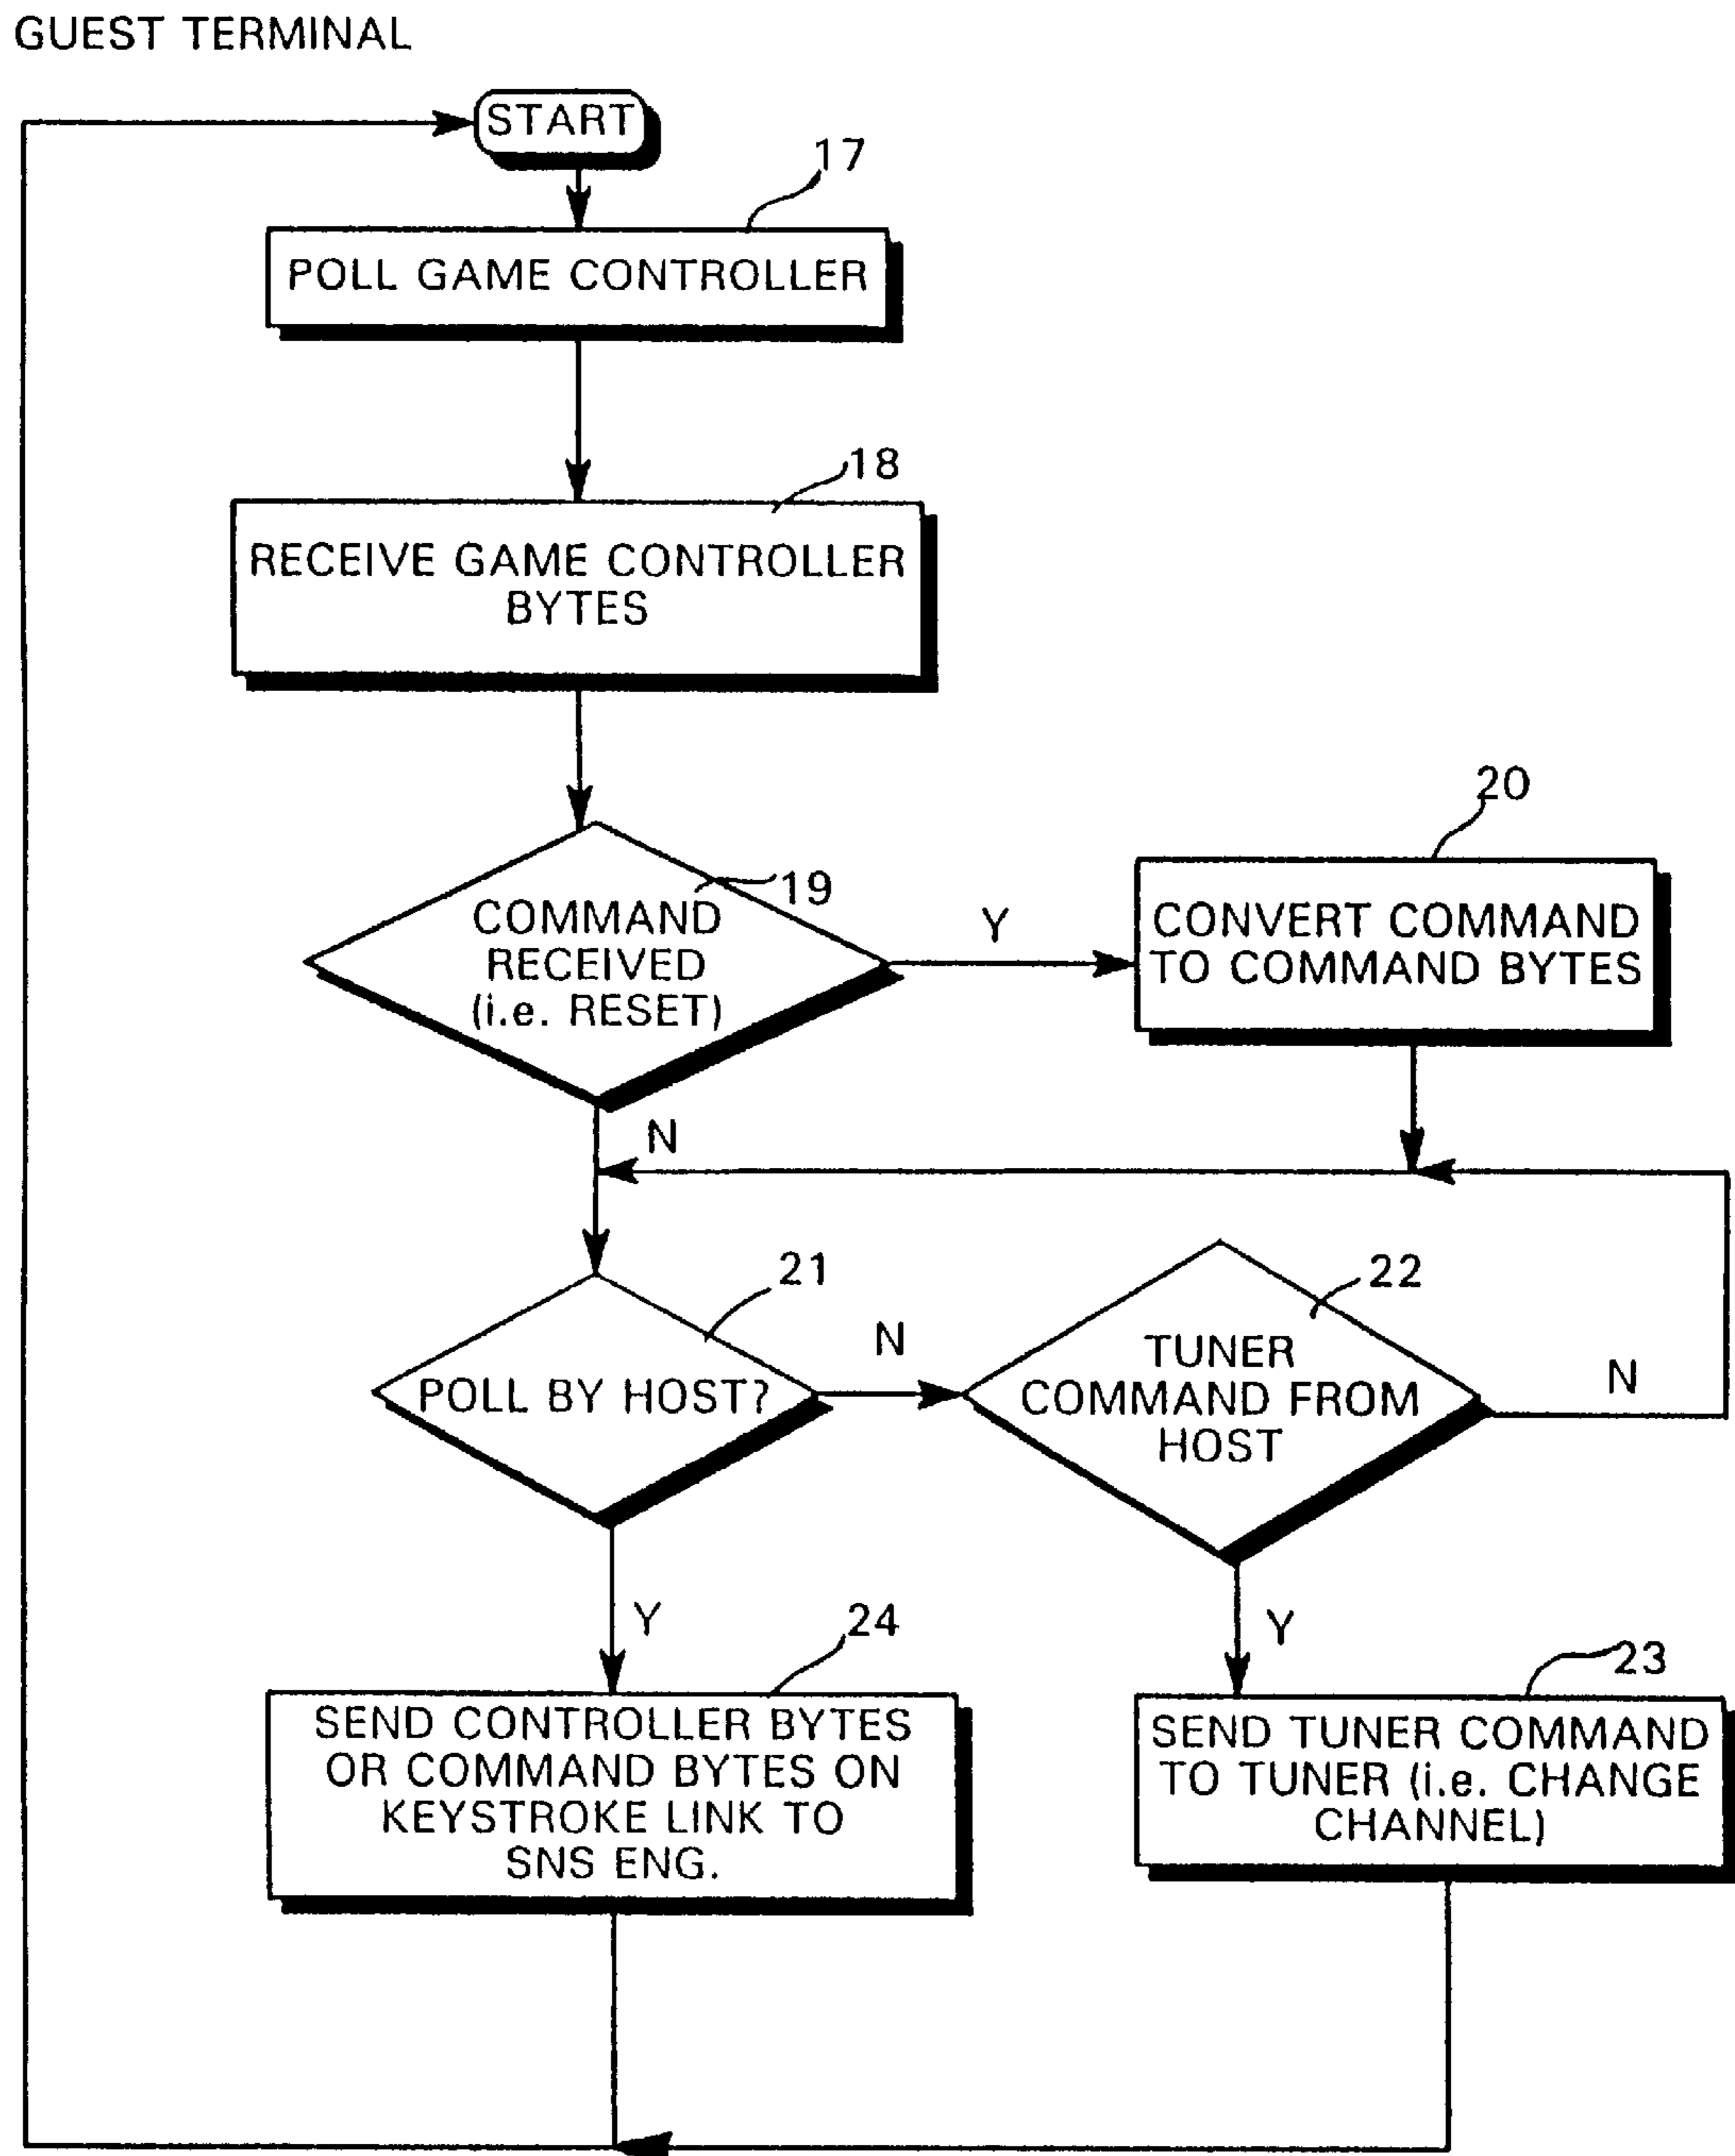 GUEST TERMINAL
START
17
POLL GAME CONTROLLER
18
RECEIVE GAME CONTROLLER
BYTES
19
COMMAND
RECEIVED
(i.e. RESET)
Y
20
CONVERT COMMAND
TO COMMAND BYTES
N
21
POLL BY HOST?
N
22
TUNER
COMMAND FROM
HOST
N
Y
24
SEND CONTROLLER BYTES
OR COMMAND BYTES ON
KEYSTROKE LINK TO
SNS ENG.
Y
23
SEND TUNER COMMAND
TO TUNER (i.e. CHANGE
CHANNEL)